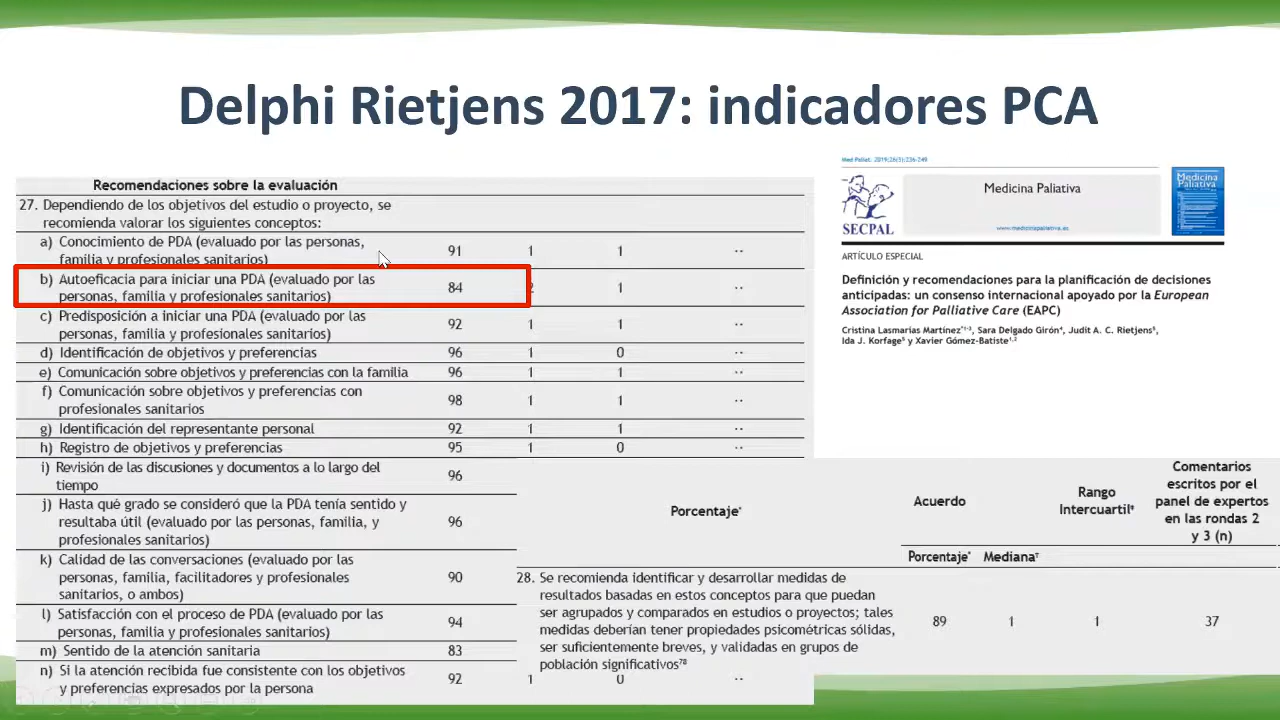 Delphi Rietjens 2017: indicadores PCA
Recomendaciones sobre la evaluación
27. Dependiendo de los objetivos del estudio o proyecto, se
recomienda valorar los siguientes conceptos:
a) Conocimiento de PDA (evaluado por las personas,
familia y profesionales sanitarios) 91 1 1 ··
b) Autoeficacia para iniciar una PDA (evaluado por las
personas, familia y profesionales sanitarios) 84 2 1 ··
c) Predisposición a iniciar una PDA (evaluado por las
personas, familia y profesionales sanitarios) 92 1 1 ··
d) Identificación de objetivos y preferencias 96 1 0 ··
e) Comunicación sobre objetivos y preferencias con la familia 96 1 1 ··
f) Comunicación sobre objetivos y preferencias con
profesionales sanitarios 98 1 1 ··
g) Identificación del representante personal 92 1 1 ··
h) Registro de objetivos y preferencias 95 1 0 ··
i) Revisión de las discusiones y documentos a lo largo del
tiempo 96
j) Hasta qué grado se consideró que la PDA tenía sentido y
resultaba útil (evaluado por las personas, familia, y
profesionales sanitarios) 96
k) Calidad de las conversaciones (evaluado por las
personas, familia, facilitadores y profesionales
sanitarios, o ambos) 90
l) Satisfacción con el proceso de PDA (evaluado por las
personas, familia y profesionales sanitarios) 94
m) Sentido de la atención sanitaria 83
n) Si la atención recibida fue consistente con los objetivos
y preferencias expresados por la persona 92 1 0 ··
Med Paliat. 2019;26(3):236-249
SECPAL
Medicina Paliativa
www.medicinapaliativa.es
Medicina
Paliativa
ARTÍCULO ESPECIAL
Definición y recomendaciones para la planificación de decisiones
anticipadas: un consenso internacional apoyado por la European
Association for Palliative Care (EAPC)
Cristina Lasmarías Martínez*1-3, Sara Delgado Girón4, Judit A. C. Rietjens5,
Ida J. Korfage5 y Xavier Gómez-Batiste1,2
Porcentaje*
Acuerdo
Rango
Intercuartil‡
Comentarios
escritos por el
panel de expertos
en las rondas 2
y 3 (n)
Porcentaje* Mediana†
28. Se recomienda identificar y desarrollar medidas de
resultados basadas en estos conceptos para que puedan
ser agrupados y comparados en estudios o proyectos; tales
medidas deberían tener propiedades psicométricas sólidas,
ser suficientemente breves, y validadas en grupos de
población significativos78 89 1 1 37